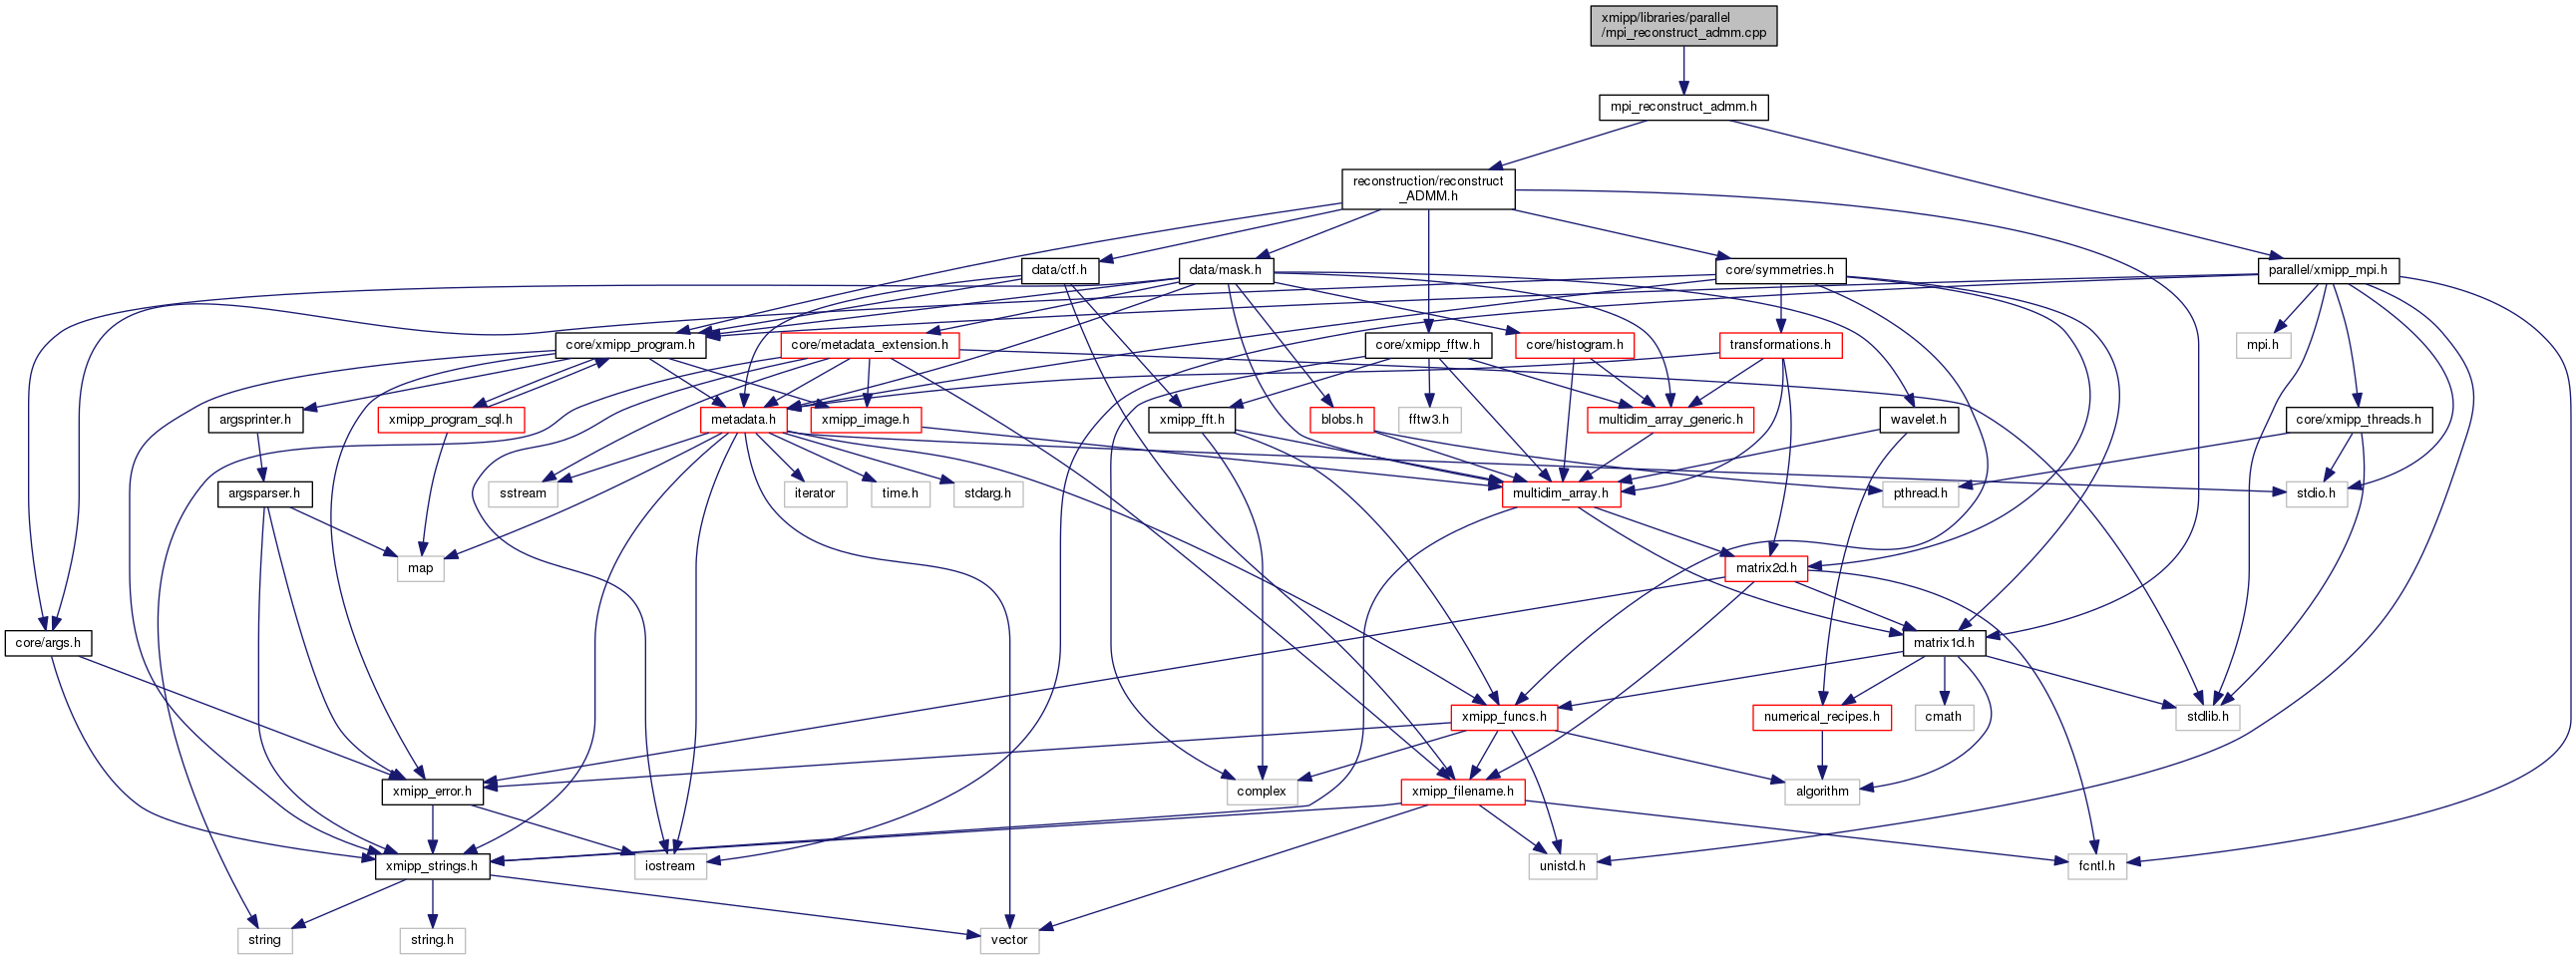 xmipp/libraries/parallel
/mpi_reconstruct_admm.cpp
mpi_reconstruct_admm.h
reconstruction/reconstruct
_ADMM.h
data/ctf.h
data/mask.h
core/symmetries.h
parallel/xmipp_mpi.h
core/xmipp_program.h
core/metadata_extension.h
core/xmipp_fftw.h
core/histogram.h
transformations.h
mpi.h
argsprinter.h
xmipp_program_sql.h
metadata.h
xmipp_image.h
xmipp_fft.h
blobs.h
fftw3.h
multidim_array_generic.h
wavelet.h
core/xmipp_threads.h
argsparser.h
sstream
iterator
time.h
stdarg.h
multidim_array.h
pthread.h
stdio.h
map
matrix2d.h
core/args.h
matrix1d.h
xmipp_funcs.h
numerical_recipes.h
cmath
stdlib.h
xmipp_error.h
complex
xmipp_filename.h
algorithm
xmipp_strings.h
iostream
unistd.h
fcntl.h
string
string.h
vector